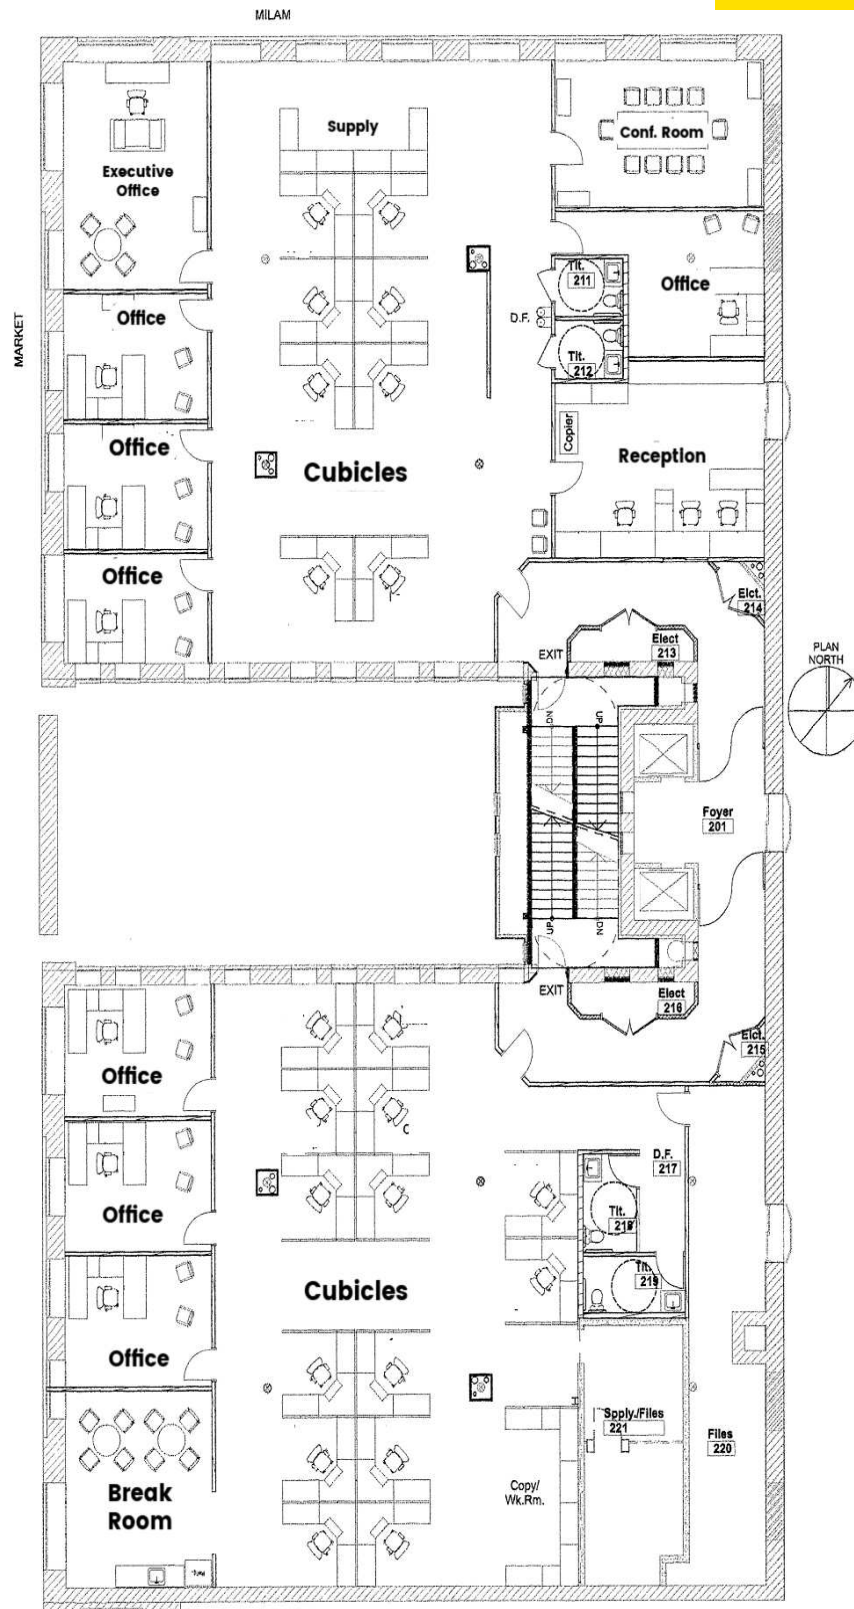 MILAM
Supply
Conf. Room
Executive
Office
Tlt.
211
Office
MARKET
Office
D.F.
Tlt.
212
Copier
Office
Reception
Cubicles
Office
Elct.
214
Elect
213
EXIT
PLAN
NORTH
DN
UP
Foyer
201
UP
DN
EXIT
Elect
216
Elct.
215
Office
D.F.
217
Office
Tlt.
218
Tlt.
219
Cubicles
Office
Spply./Files
221
Files
220
Break
Room
Copy/
Wk.Rm.
Refg.